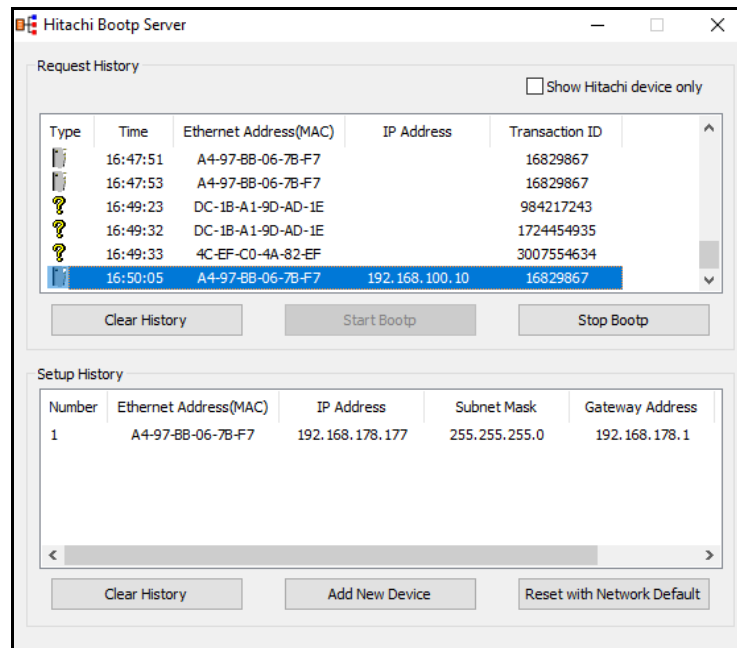 Hitachi Bootp Server
Request History
Show Hitachi device only
Type Time Ethernet Address(MAC) IP Address Transaction ID
16:47:51 A4-97-BB-06-7B-F7 16829867
16:47:53 A4-97-BB-06-7B-F7 16829867
16:49:23 DC-1B-A1-9D-AD-1E 984217243
16:49:32 DC-1B-A1-9D-AD-1E 1724454935
16:49:33 4C-EF-C0-4A-82-EF 3007554634
16:50:05 A4-97-BB-06-7B-F7 192.168.100.10 16829867
Clear History Start Bootp Stop Bootp
Setup History
Number Ethernet Address(MAC) IP Address Subnet Mask Gateway Address
1 A4-97-BB-06-7B-F7 192.168.178.177 255.255.255.0 192.168.178.1
Clear History Add New Device Reset with Network Default